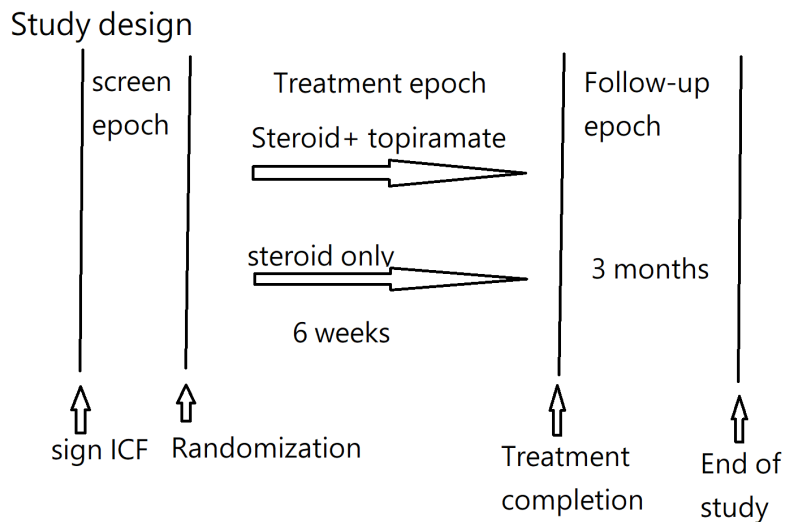 Study design
screen
epoch
Treatment epoch
Follow-up
epoch
Steroid+ topiramate
steroid only
3 months
6 weeks
sign ICF
Randomization
Treatment
completion
End of
study